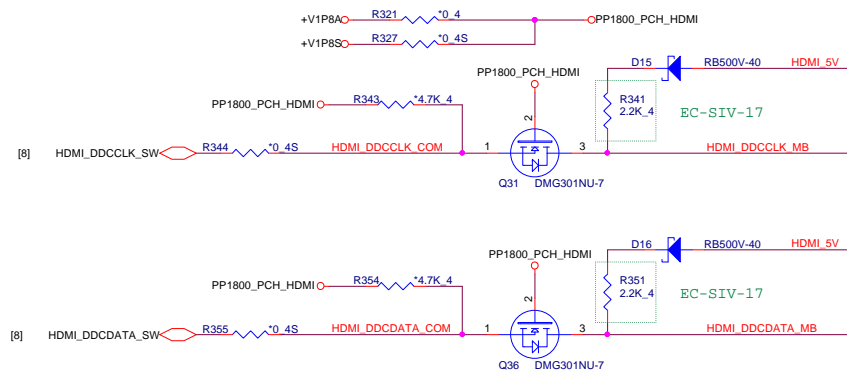 +V1P8A R321 *0_4 PP1800_PCH_HDMI
+V1P8S R327 *0_4S
D15 RB500V-40 HDMI_5V
PP1800_PCH_HDMI
PP1800_PCH_HDMI R343 *4.7K_4 2 R341 EC-SIV-17
2.2K_4
[8] HDMI_DDCCLK_SW R344 *0_4S HDMI_DDCCLK_COM 1 3 HDMI_DDCCLK_MB
Q31 DMG301NU-7
D16 RB500V-40 HDMI_5V
PP1800_PCH_HDMI
PP1800_PCH_HDMI R354 *4.7K_4 2 R351 EC-SIV-17
2.2K_4
[8] HDMI_DDCDATA_SW R355 *0_4S HDMI_DDCDATA_COM 1 3 HDMI_DDCDATA_MB
Q36 DMG301NU-7